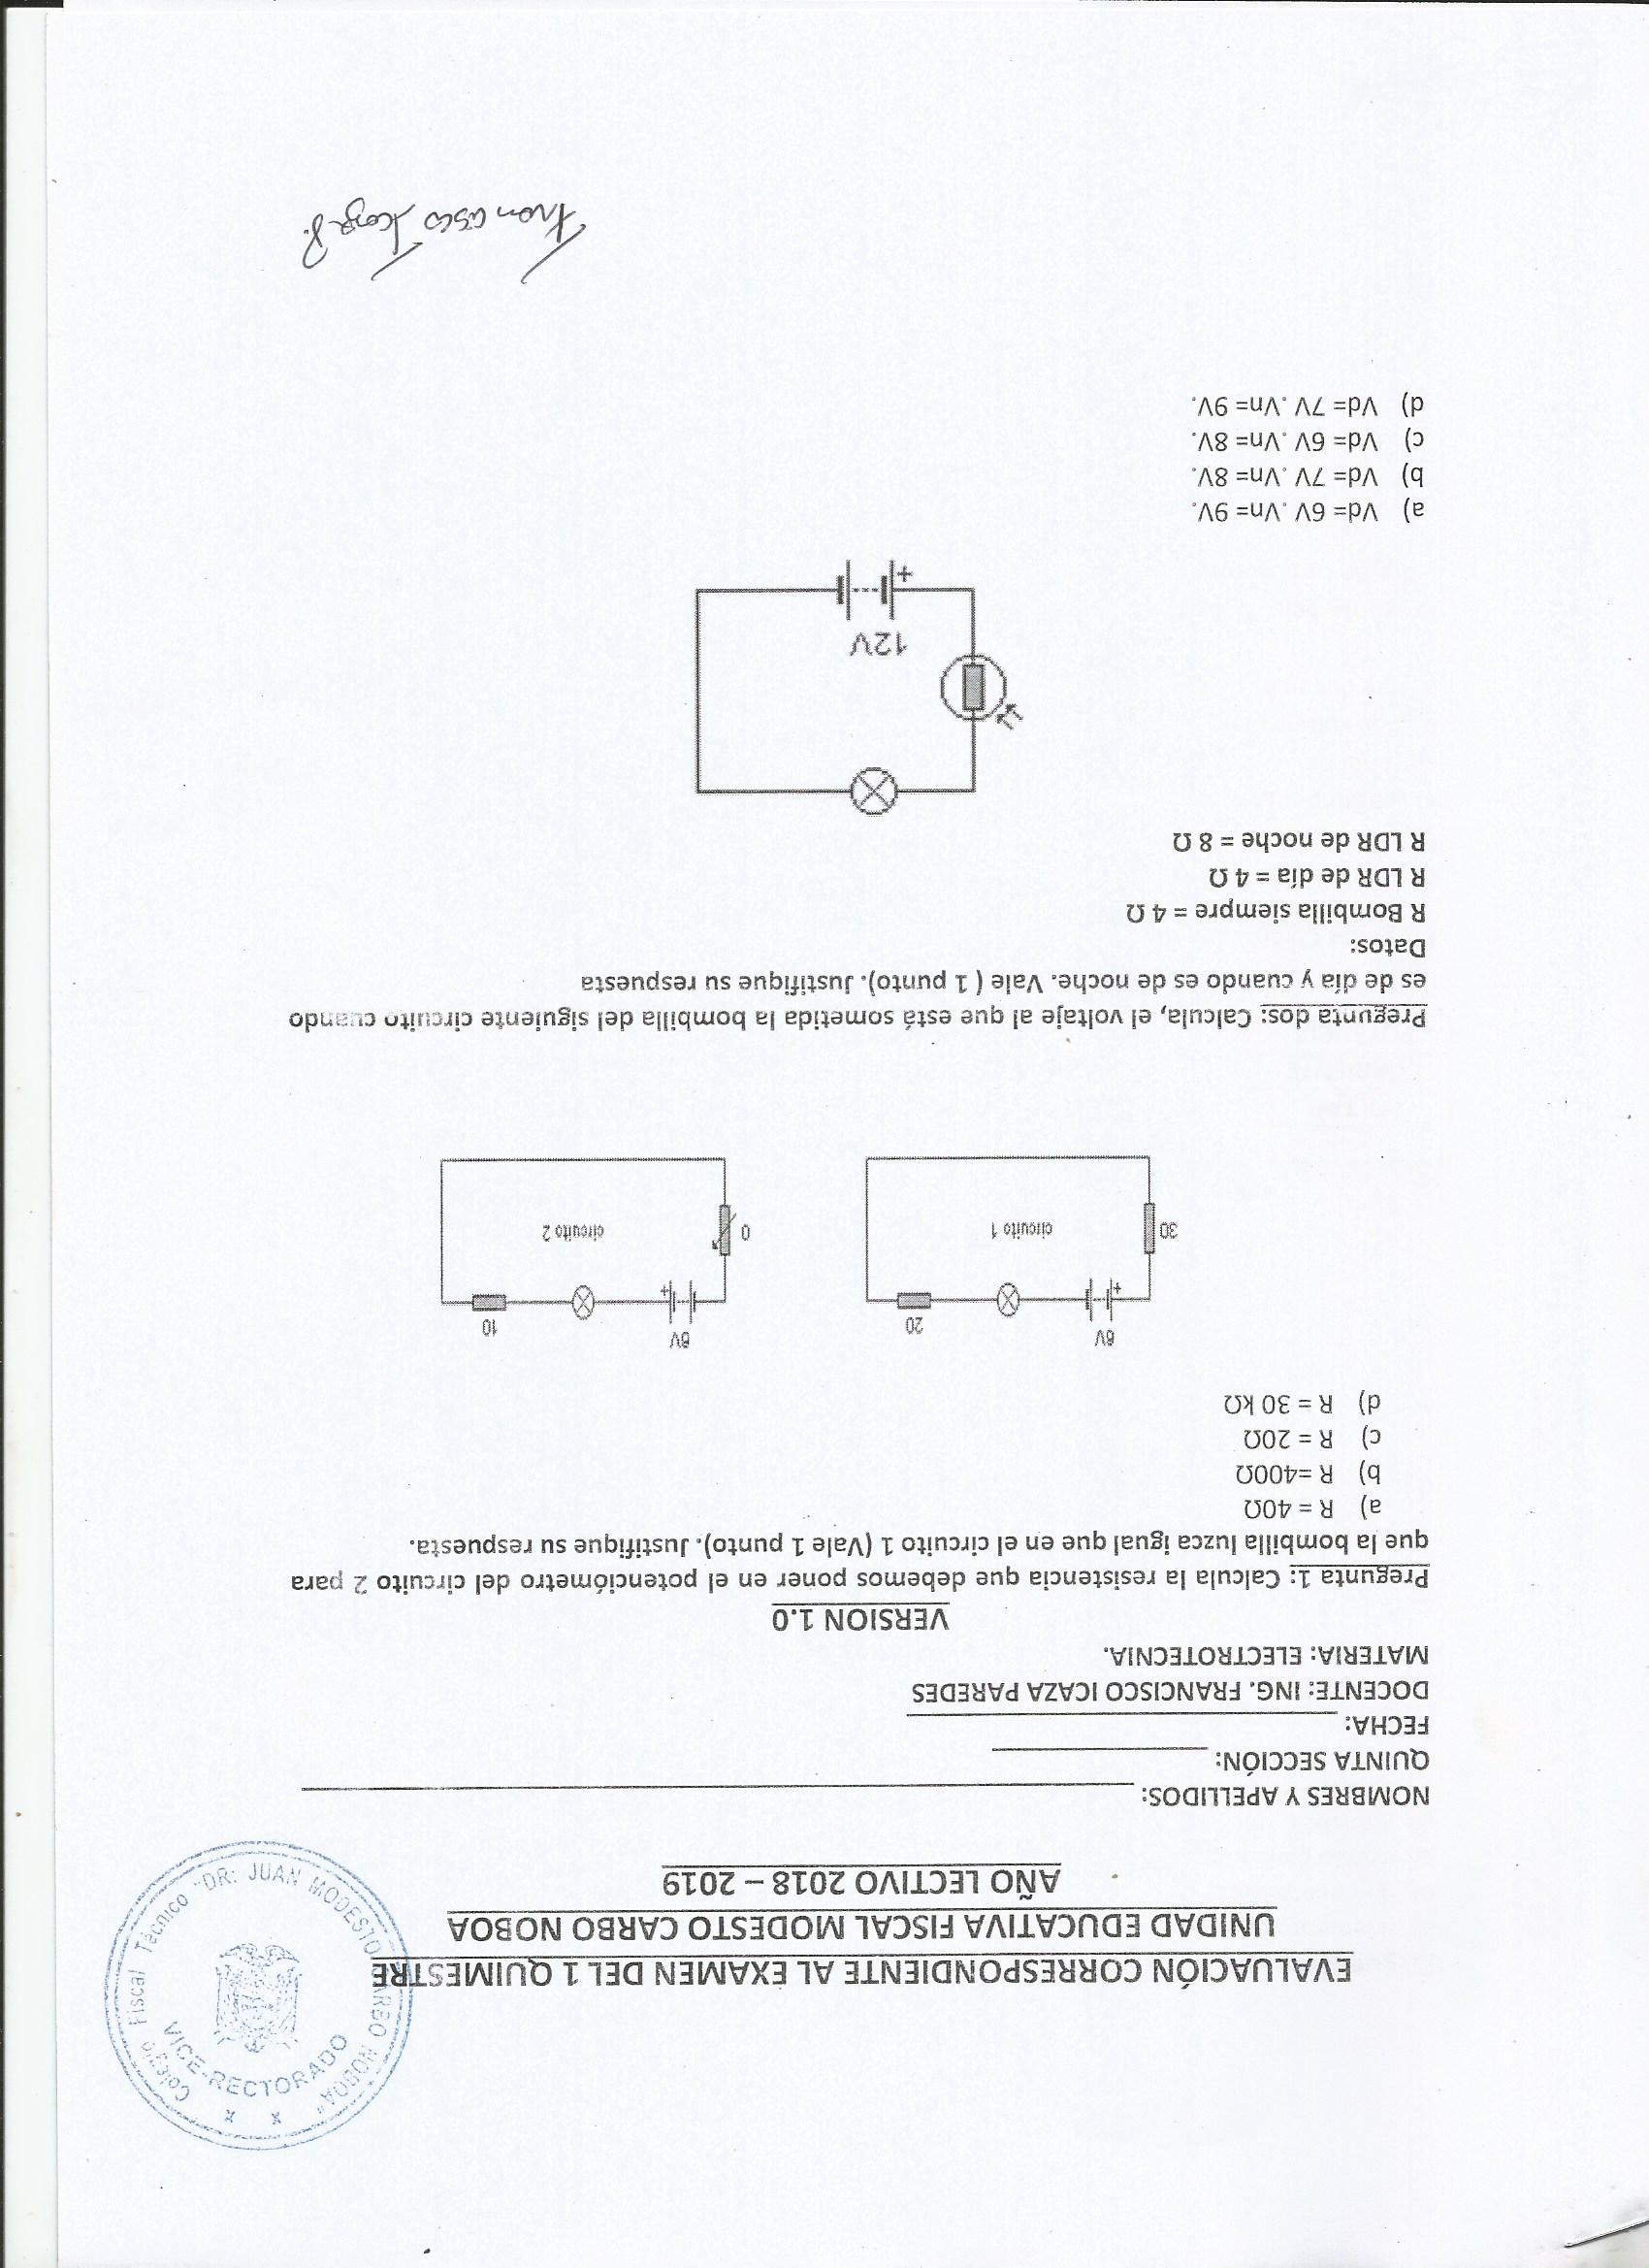 EVALUACIÓN CORRESPONDIENTE AL EXAMEN DEL 1 QUIMESTRE
UNIDAD EDUCATIVA FISCAL MODESTO CARBO NOBOA
AÑO LECTIVO 2018 – 2019
Colegio Fiscal Técnico "DR: JUAN MODESTO CARBO NOBOA"
VICE-RECTORADO
x x
NOMBRES Y APELLIDOS:
QUINTA SECCIÓN:
FECHA:
DOCENTE: ING. FRANCISCO ICAZA PAREDES
MATERIA: ELECTROTECNIA.
VERSION 1.0
Pregunta 1: Calcula la resistencia que debemos poner en el potenciómetro del circuito 2 para
que la bombilla luzca igual que en el circuito 1 (Vale 1 punto). Justifique su respuesta.
a) R = 40Ω
b) R =400Ω
c) R = 20Ω
d) R = 30 kΩ
6V
20
30
circuito 1
6V
10
0
circuito 2
Pregunta dos: Calcula, el voltaje al que está sometida la bombilla del siguiente circuito cuando
es de día y cuando es de noche. Vale ( 1 punto). Justifique su respuesta
Datos:
R Bombilla siempre = 4 Ω
R LDR de día = 4 Ω
R LDR de noche = 8 Ω
12V
a) Vd= 6V .Vn= 9V.
b) Vd= 7V .Vn= 8V.
c) Vd= 6V .Vn= 8V.
d) Vd= 7V .Vn= 9V.
Francisco Icaza P.